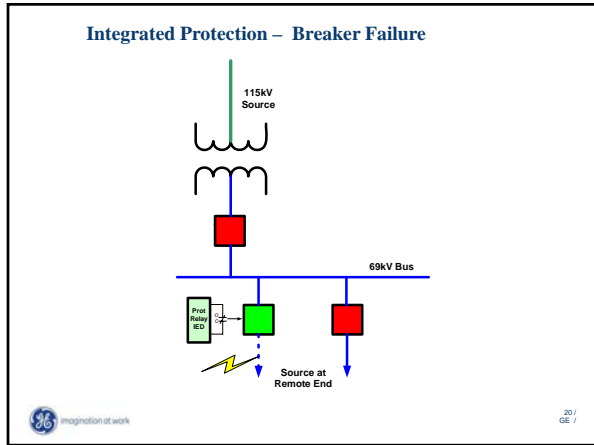 Integrated Protection – Breaker Failure
115kV
Source
69kV Bus
Prot
Relay
IED
Source at
Remote End
imagination at work
20 /
GE /